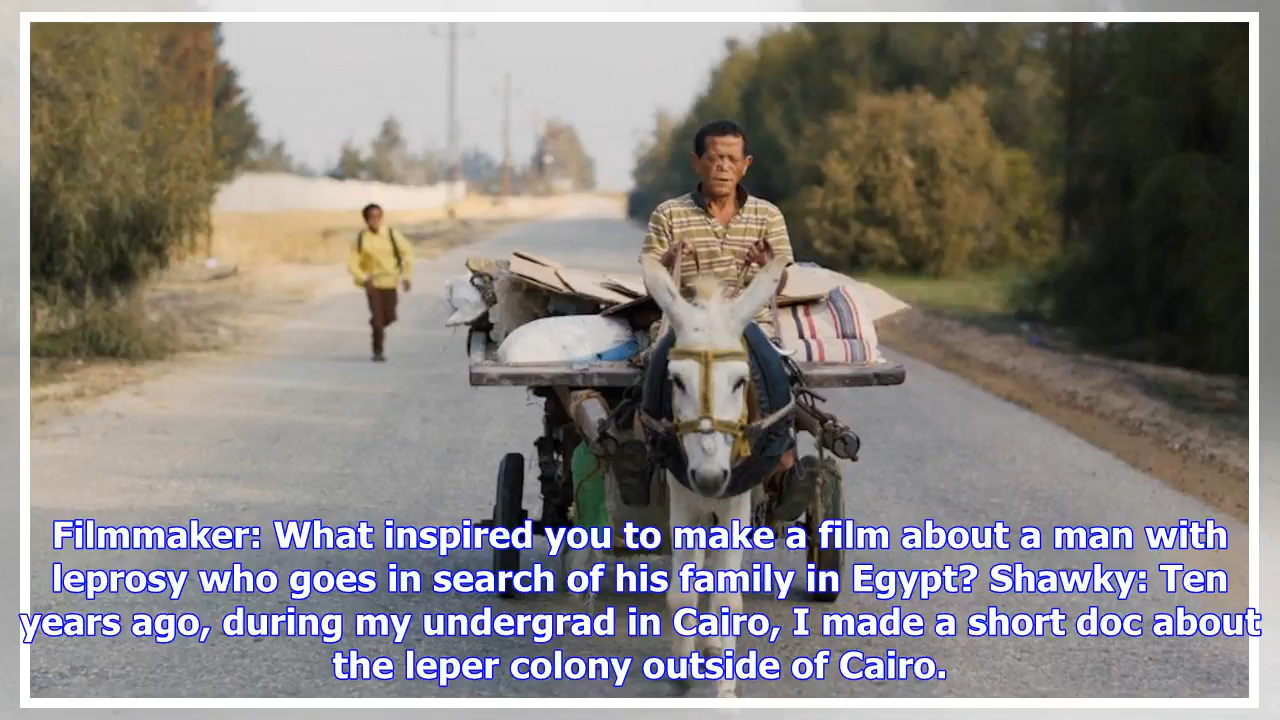 Filmmaker: What inspired you to make a film about a man with
leprosy who goes in search of his family in Egypt? Shawky: Ten
years ago, during my undergrad in Cairo, I made a short doc about
the leper colony outside of Cairo.